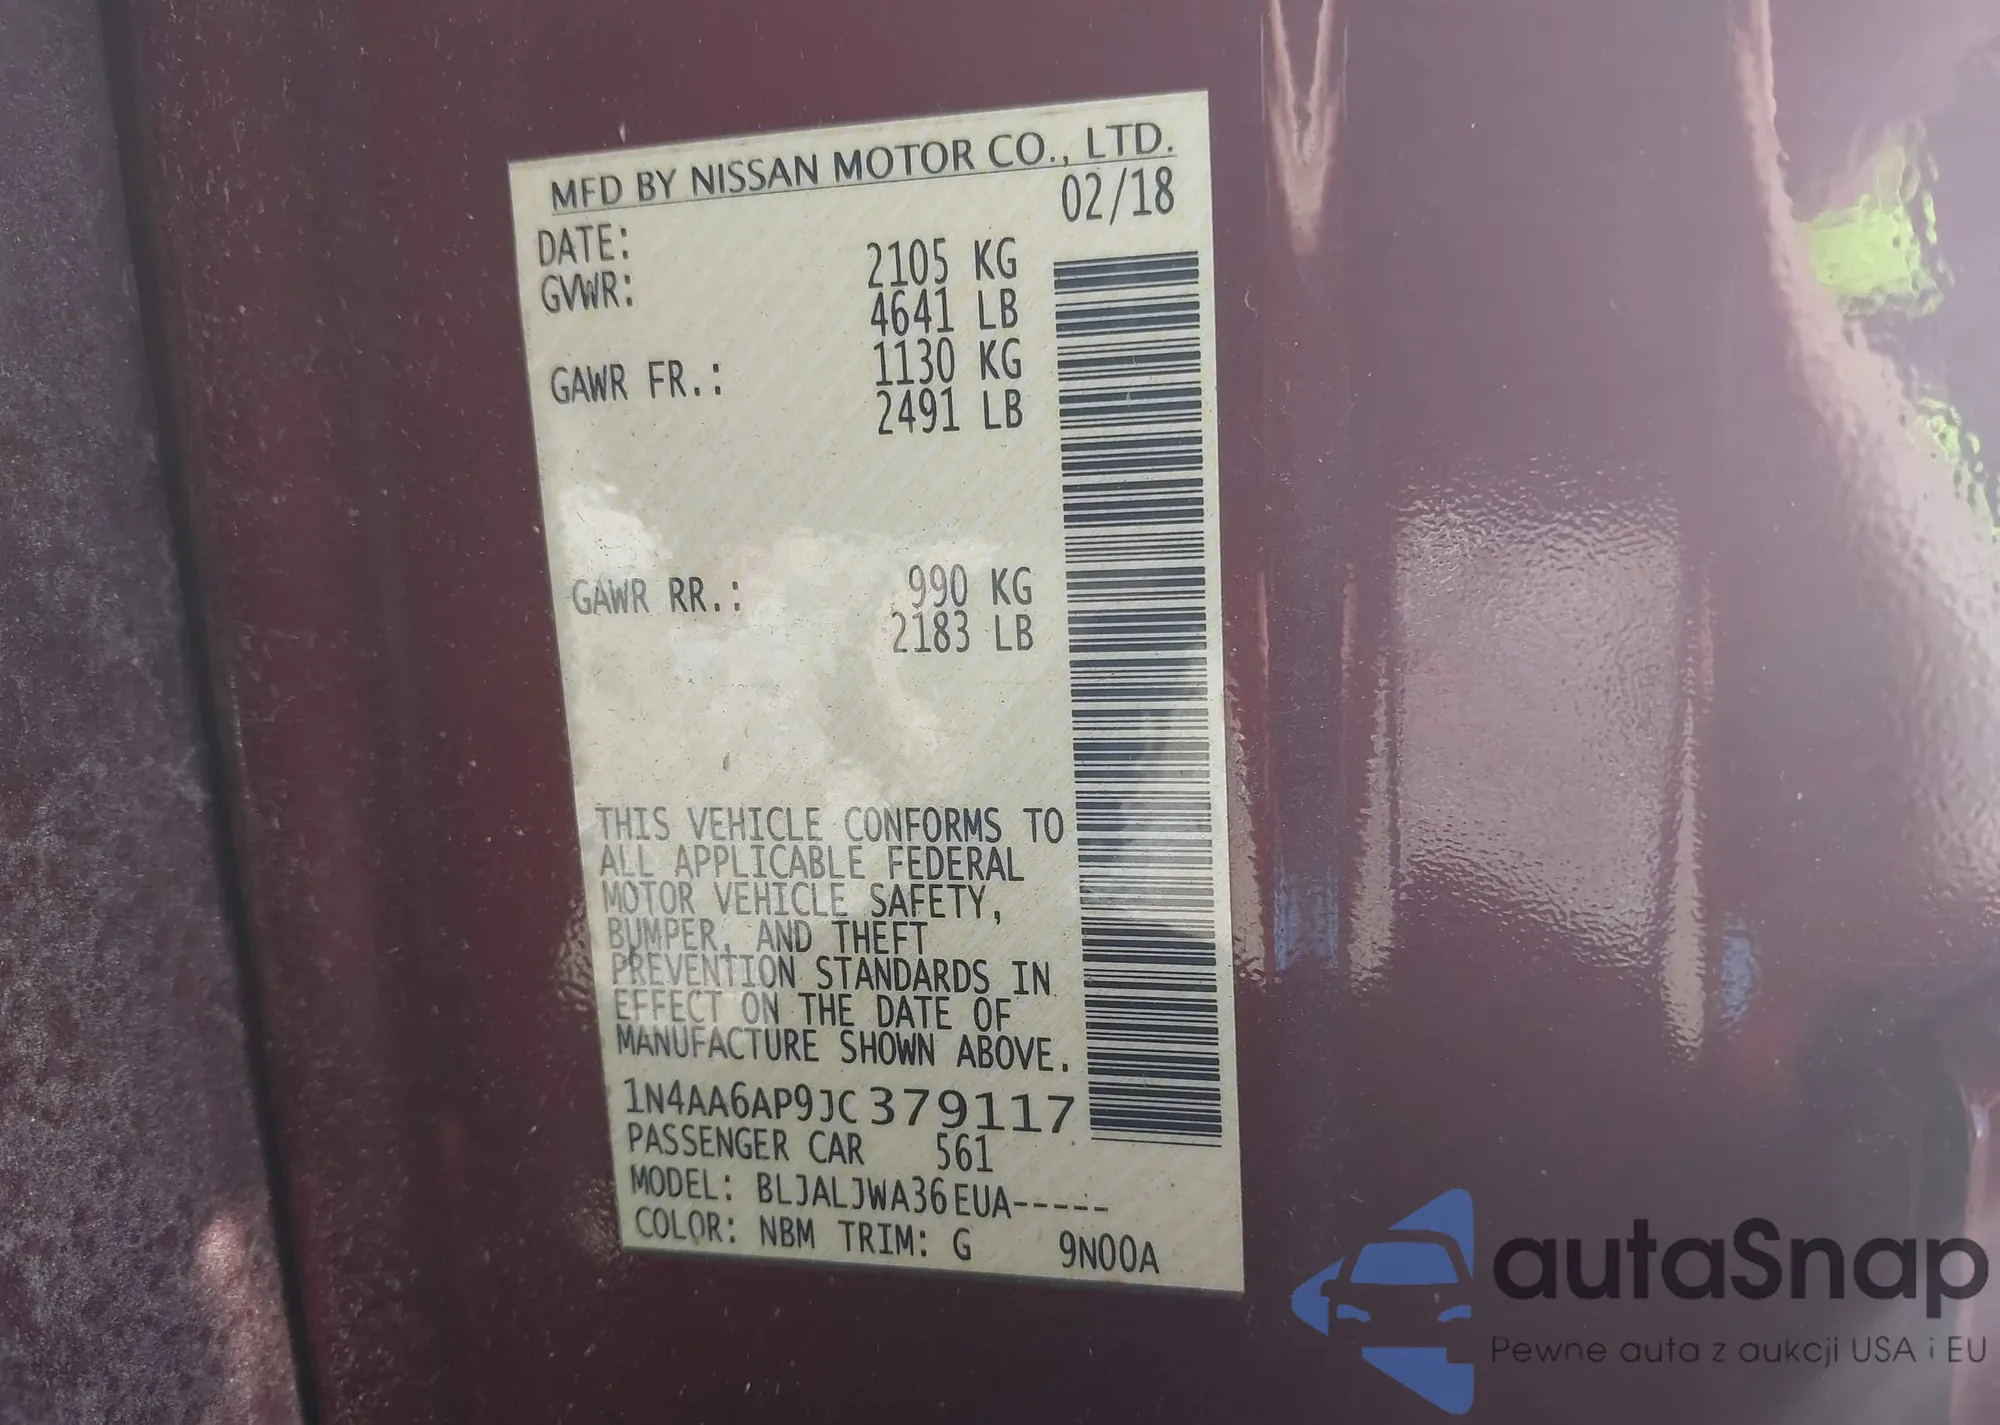 MFD BY NISSAN MOTOR CO., LTD.
DATE: 02/18
GVWR: 2105 KG
4641 LB
GAWR FR.: 1130 KG
2491 LB
GAWR RR.: 990 KG
2183 LB
THIS VEHICLE CONFORMS TO
ALL APPLICABLE FEDERAL
MOTOR VEHICLE SAFETY,
BUMPER, AND THEFT
PREVENTION STANDARDS IN
EFFECT ON THE DATE OF
MANUFACTURE SHOWN ABOVE.
1N4AA6AP9JC379117
PASSENGER CAR 561
MODEL: BLJALJWA36EUA-----
COLOR: NBM TRIM: G 9N00A
autaSnap
Pewne auta z aukcji USA i EU